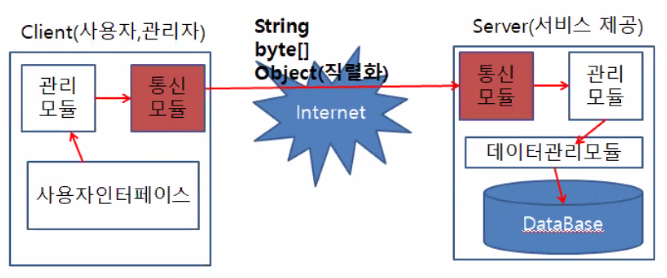 Client(사용자,관리자)
관리
모듈
통신
모듈
사용자인터페이스
String
byte[]
Object(직렬화)
Internet
Server(서비스 제공)
통신
모듈
관리
모듈
데이터관리모듈
DataBase